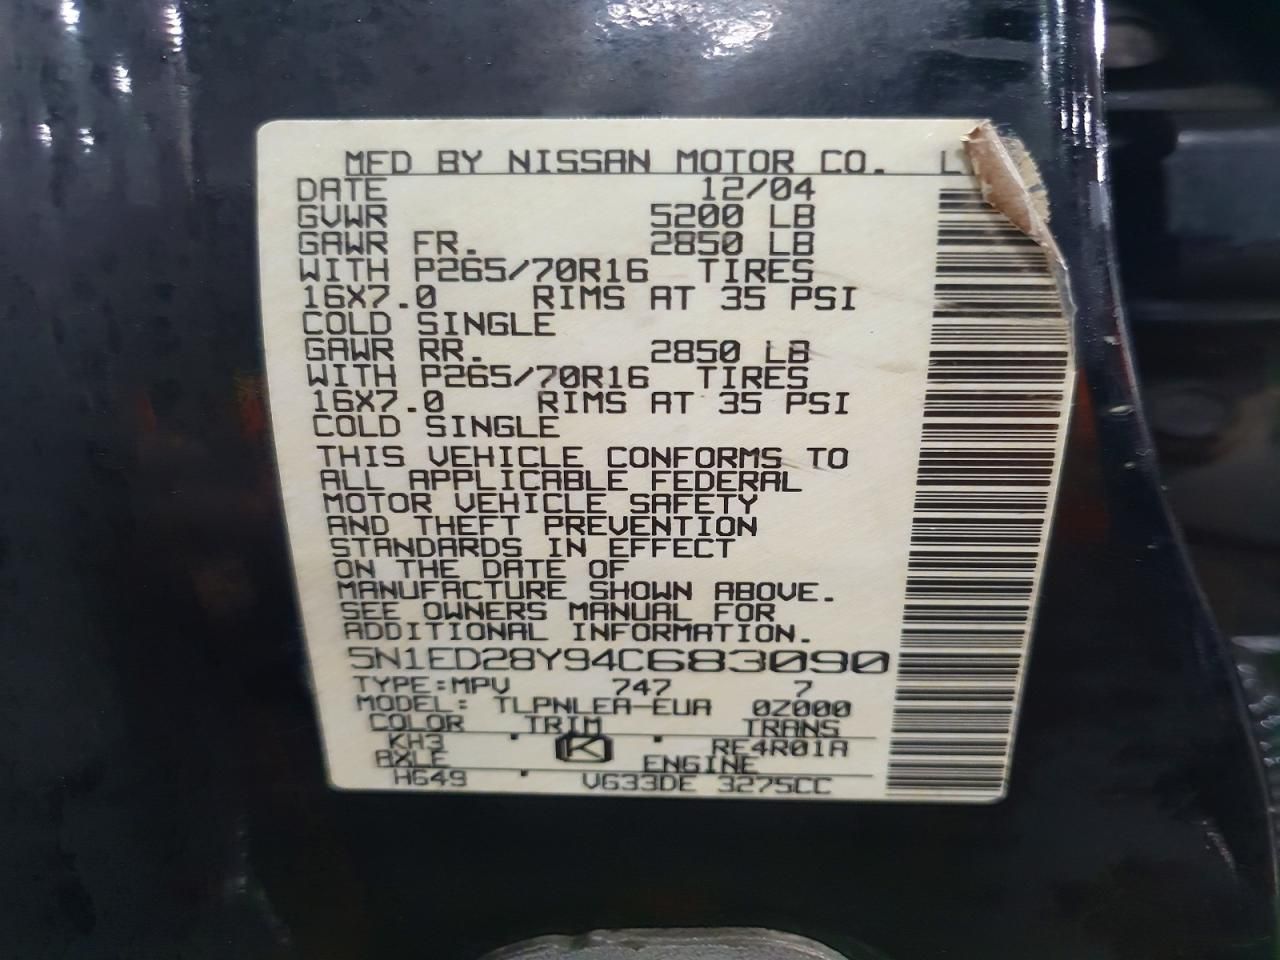 MFD BY NISSAN MOTOR CO.
DATE 12/04
GVWR 5200 LB
GAWR FR. 2850 LB
WITH P265/70R16 TIRES
16X7.0 RIMS AT 35 PSI
COLD SINGLE
GAWR RR. 2850 LB
WITH P265/70R16 TIRES
16X7.0 RIMS AT 35 PSI
COLD SINGLE
THIS VEHICLE CONFORMS TO
ALL APPLICABLE FEDERAL
MOTOR VEHICLE SAFETY
AND THEFT PREVENTION
STANDARDS IN EFFECT
ON THE DATE OF
MANUFACTURE SHOWN ABOVE.
SEE OWNERS MANUAL FOR
ADDITIONAL INFORMATION.
5N1ED28Y94C683090
TYPE:MPV 747 7
MODEL: TLPNLEA-EUA 0Z000
COLOR TRIM TRANS
KH3 K RE4R01A
AXLE ENGINE
H649 VG33DE 3275CC